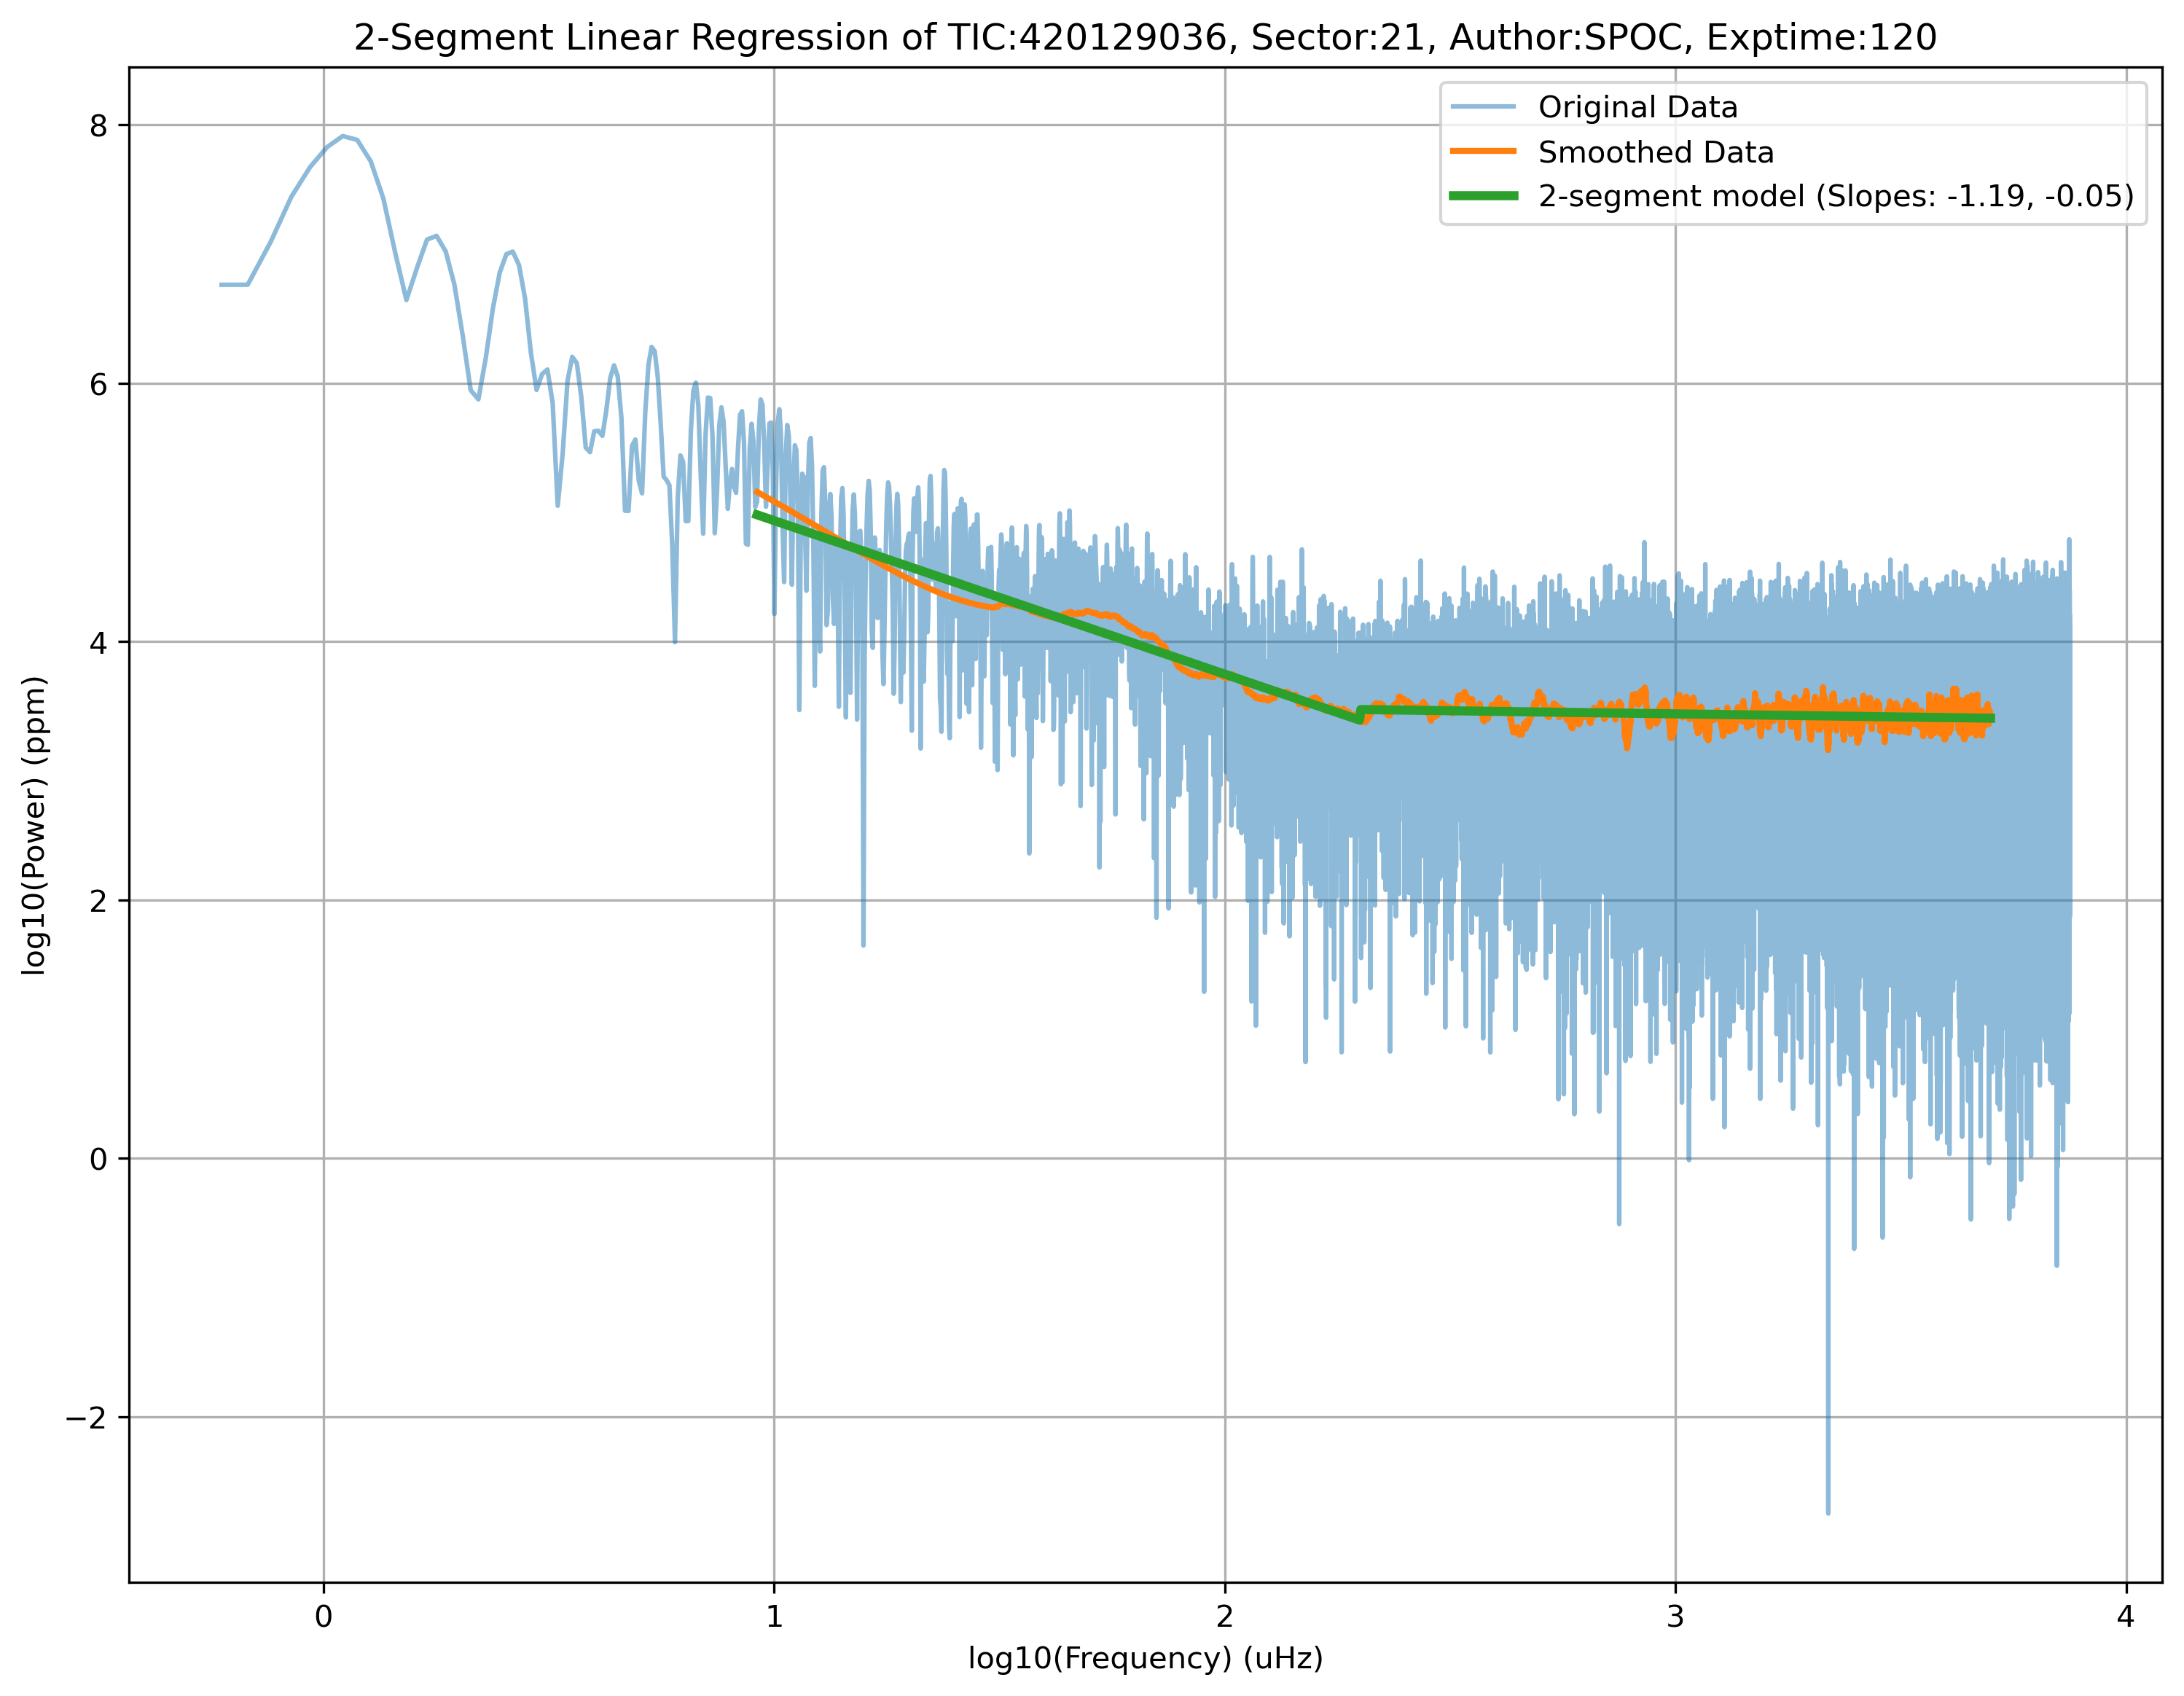 2-Segment Linear Regression of TIC:420129036, Sector:21, Author:SPOC, Exptime:120
Original Data
Smoothed Data
2-segment model (Slopes: -1.19, -0.05)
log10(Power) (ppm)
8
6
4
2
0
−2
0 1 2 3 4
log10(Frequency) (uHz)